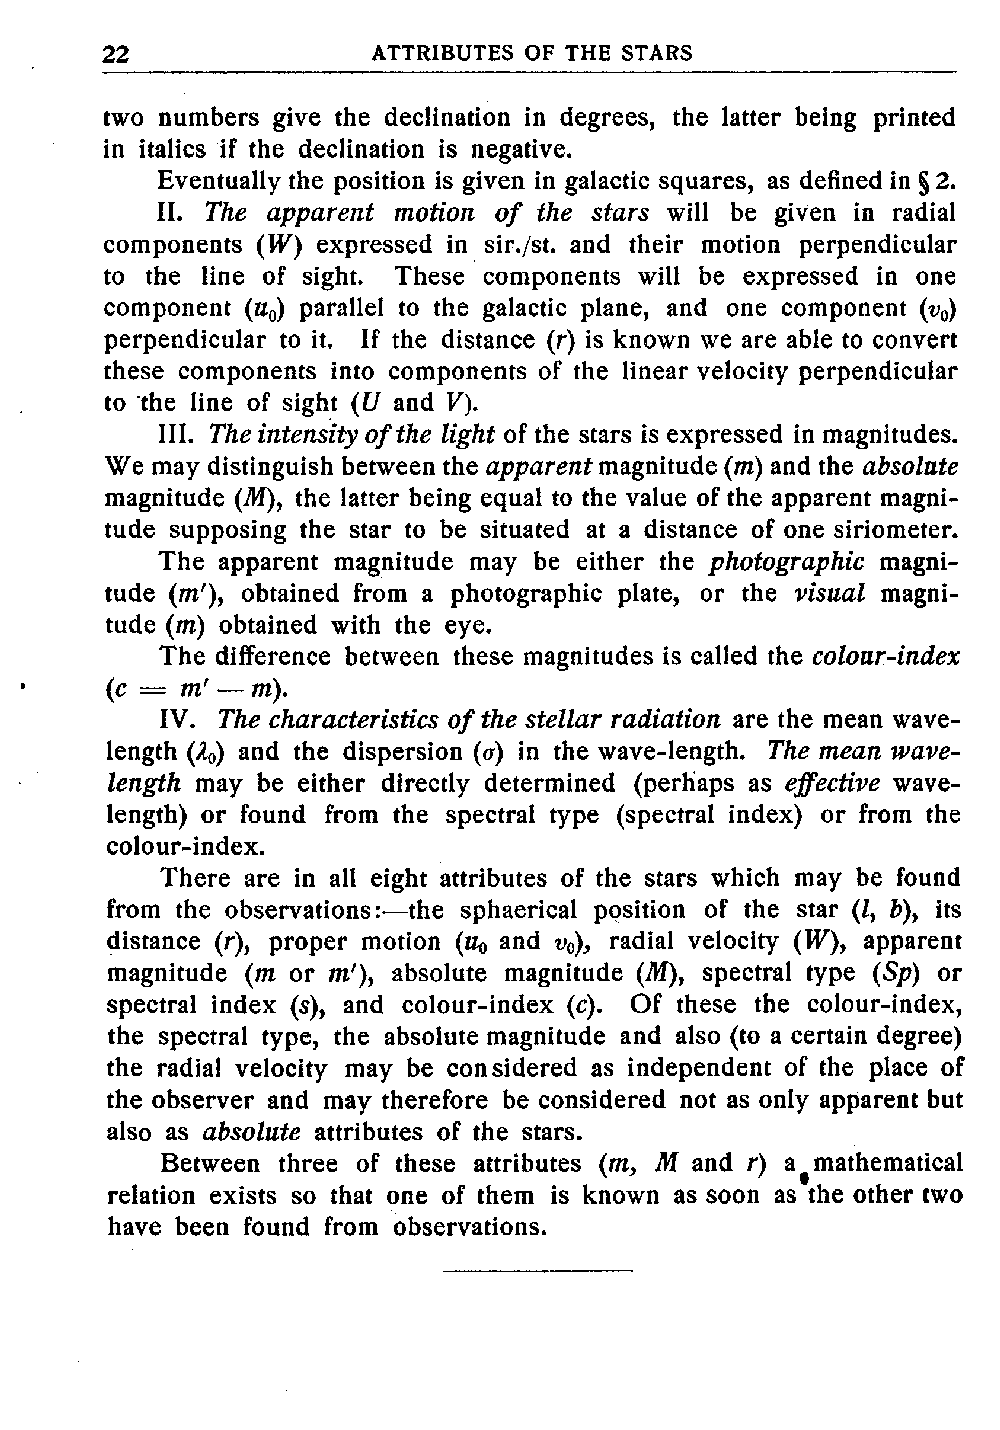 22 ATTRIBUTES OF THE STARS
two numbers give the declination in degrees, the latter being printed
in italics if the declination is negative.
Eventually the position is given in galactic squares, as defined in § 2.
II. The apparent motion of the stars will be given in radial
components (W) expressed in sir./st. and their motion perpendicular
to the line of sight. These components will be expressed in one
component (u₀) parallel to the galactic plane, and one component (v₀)
perpendicular to it. If the distance (r) is known we are able to convert
these components into components of the linear velocity perpendicular
to the line of sight (U and V).
III. The intensity of the light of the stars is expressed in magnitudes.
We may distinguish between the apparent magnitude (m) and the absolute
magnitude (M), the latter being equal to the value of the apparent magni-
tude supposing the star to be situated at a distance of one siriometer.
The apparent magnitude may be either the photographic magni-
tude (m′), obtained from a photographic plate, or the visual magni-
tude (m) obtained with the eye.
The difference between these magnitudes is called the colour-index
(c = m′ — m).
IV. The characteristics of the stellar radiation are the mean wave-
length (λ₀) and the dispersion (σ) in the wave-length. The mean wave-
length may be either directly determined (perhaps as effective wave-
length) or found from the spectral type (spectral index) or from the
colour-index.
There are in all eight attributes of the stars which may be found
from the observations:—the sphaerical position of the star (l, b), its
distance (r), proper motion (u₀ and v₀), radial velocity (W), apparent
magnitude (m or m′), absolute magnitude (M), spectral type (Sp) or
spectral index (s), and colour-index (c). Of these the colour-index,
the spectral type, the absolute magnitude and also (to a certain degree)
the radial velocity may be considered as independent of the place of
the observer and may therefore be considered not as only apparent but
also as absolute attributes of the stars.
Between three of these attributes (m, M and r) a mathematical
relation exists so that one of them is known as soon as the other two
have been found from observations.